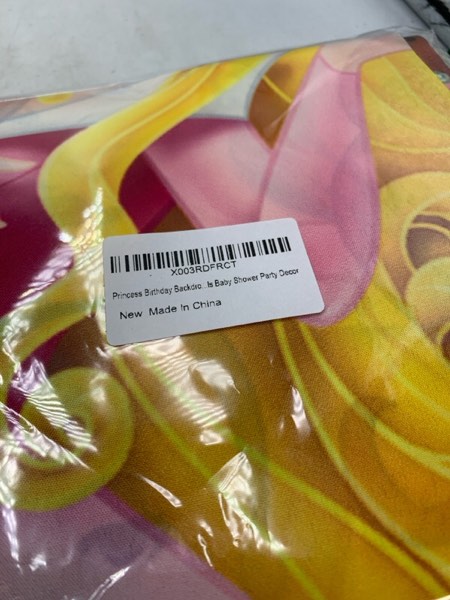 X003RDFRCT
Princess Birthday Backdro...ls Baby Shower Party Decor
New Made In China